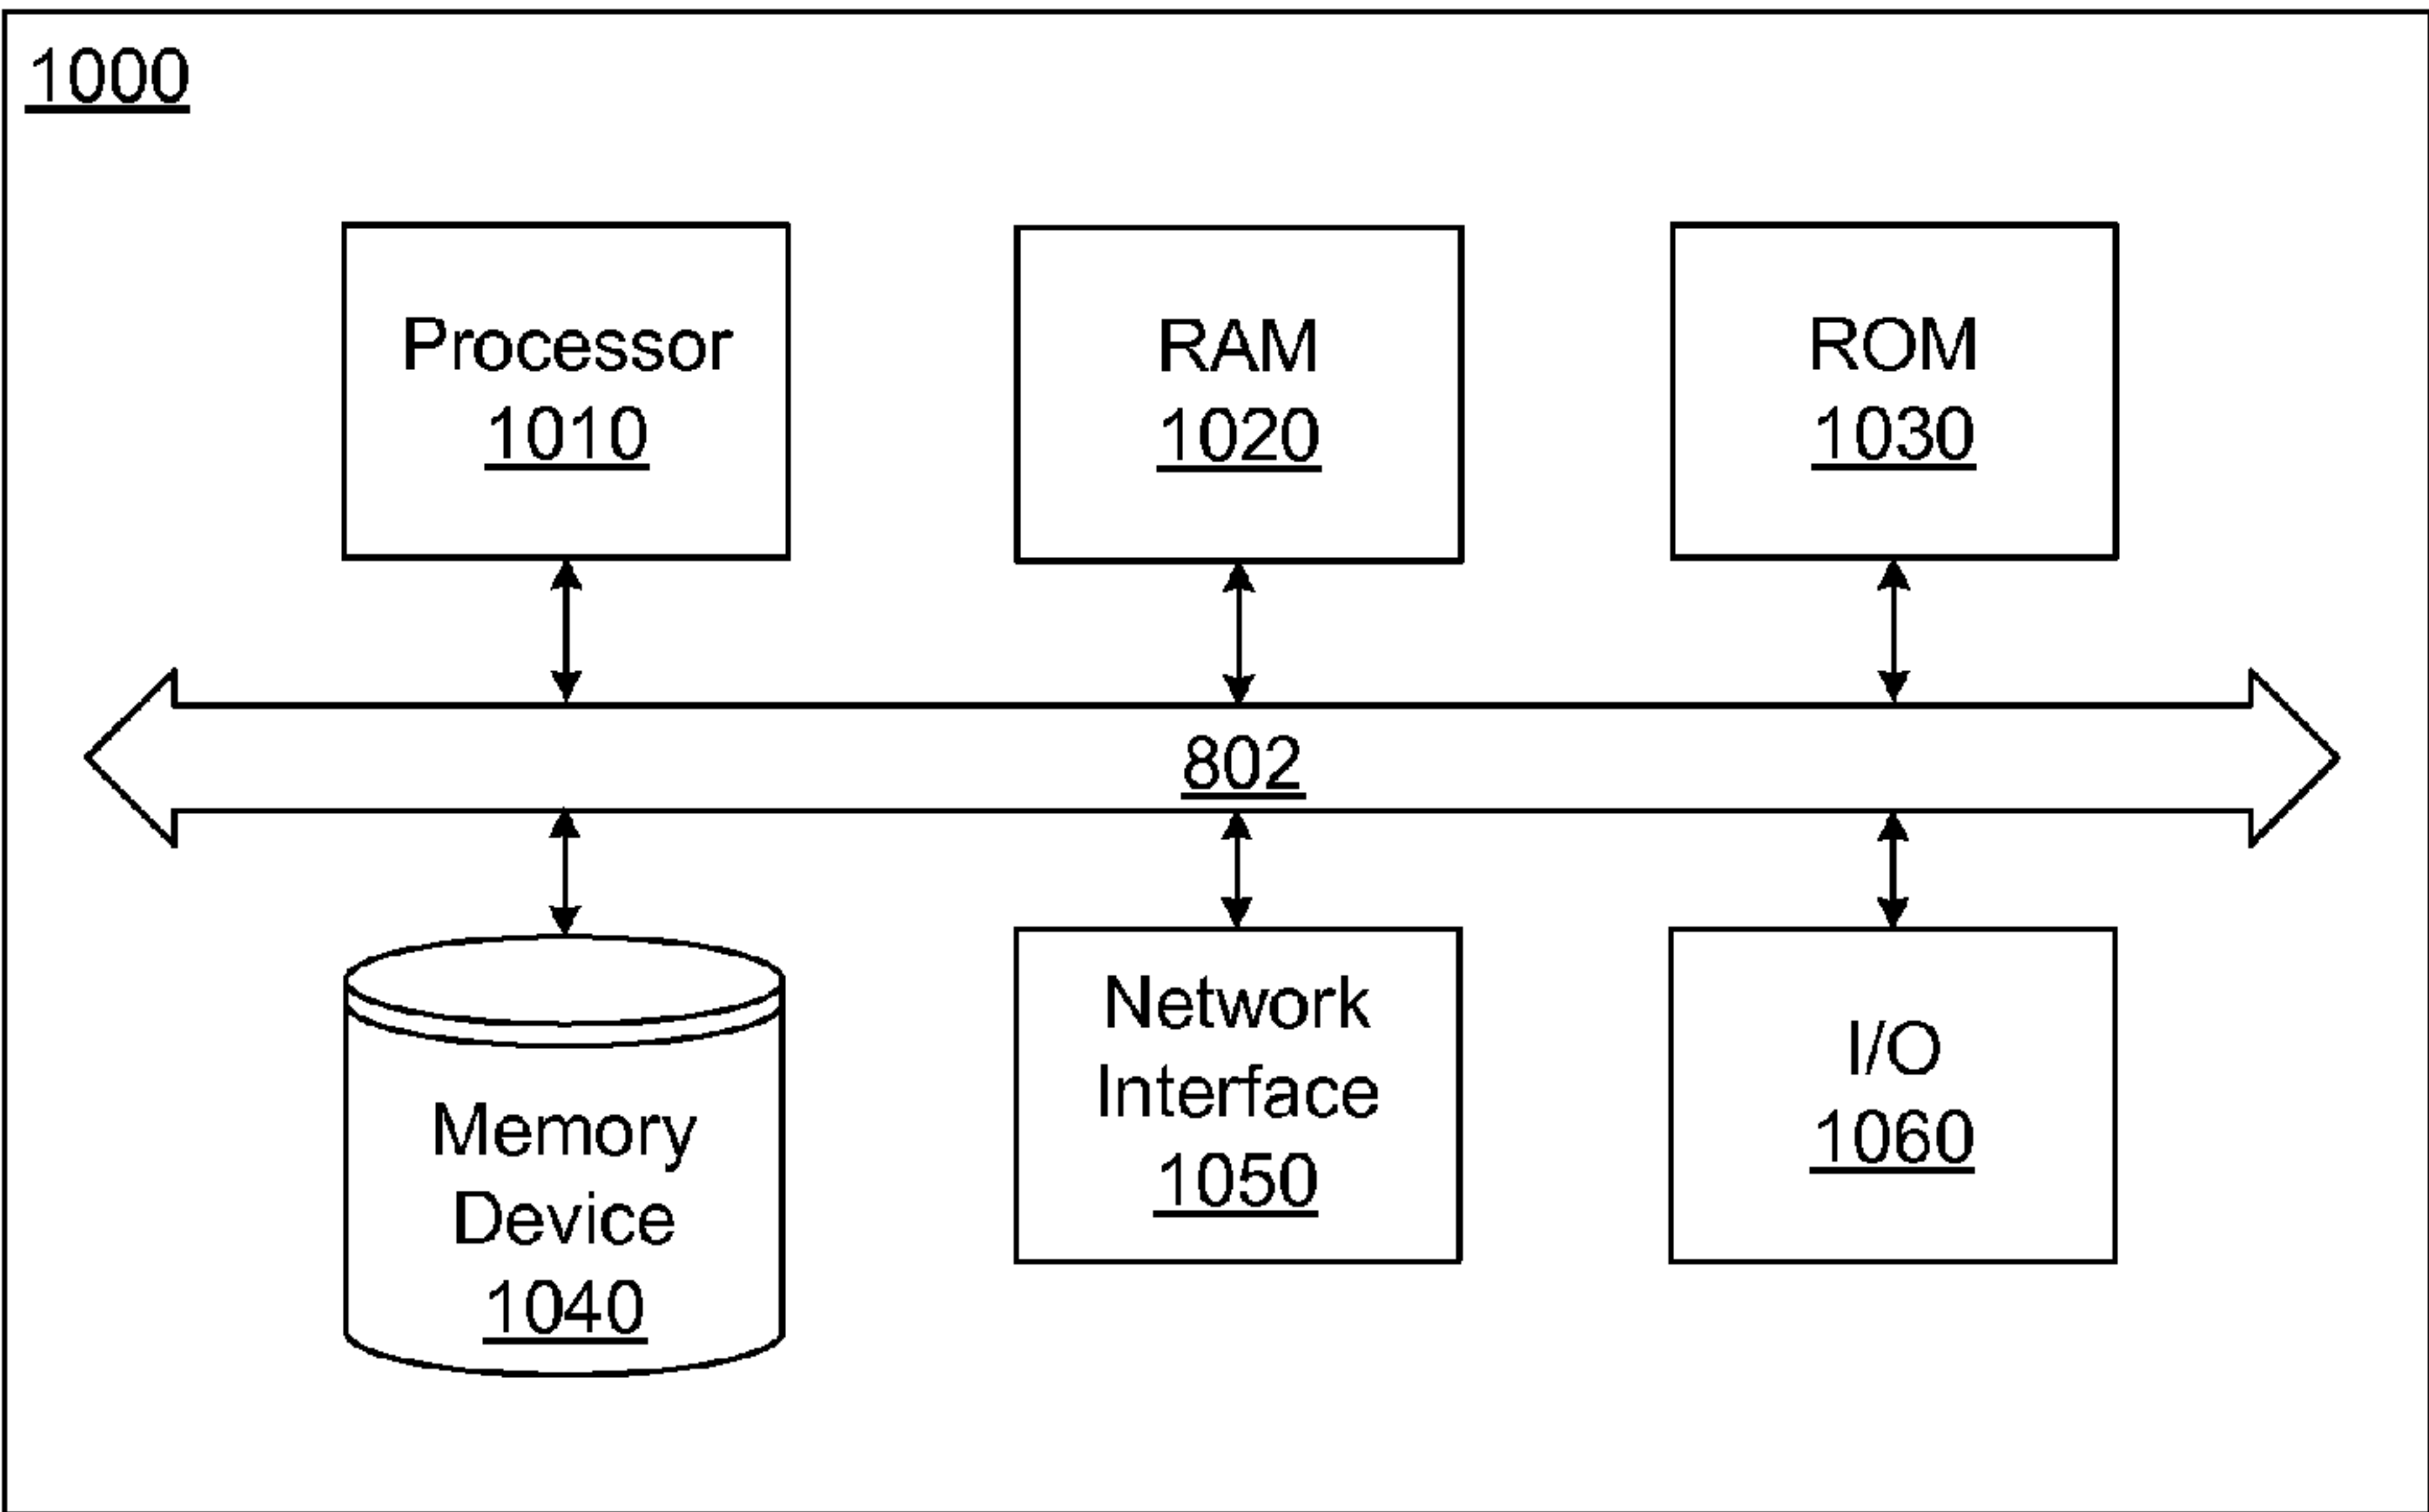 1000
Processor
1010
RAM
1020
ROM
1030
802
Memory
Device
1040
Network
Interface
1050
I/O
1060